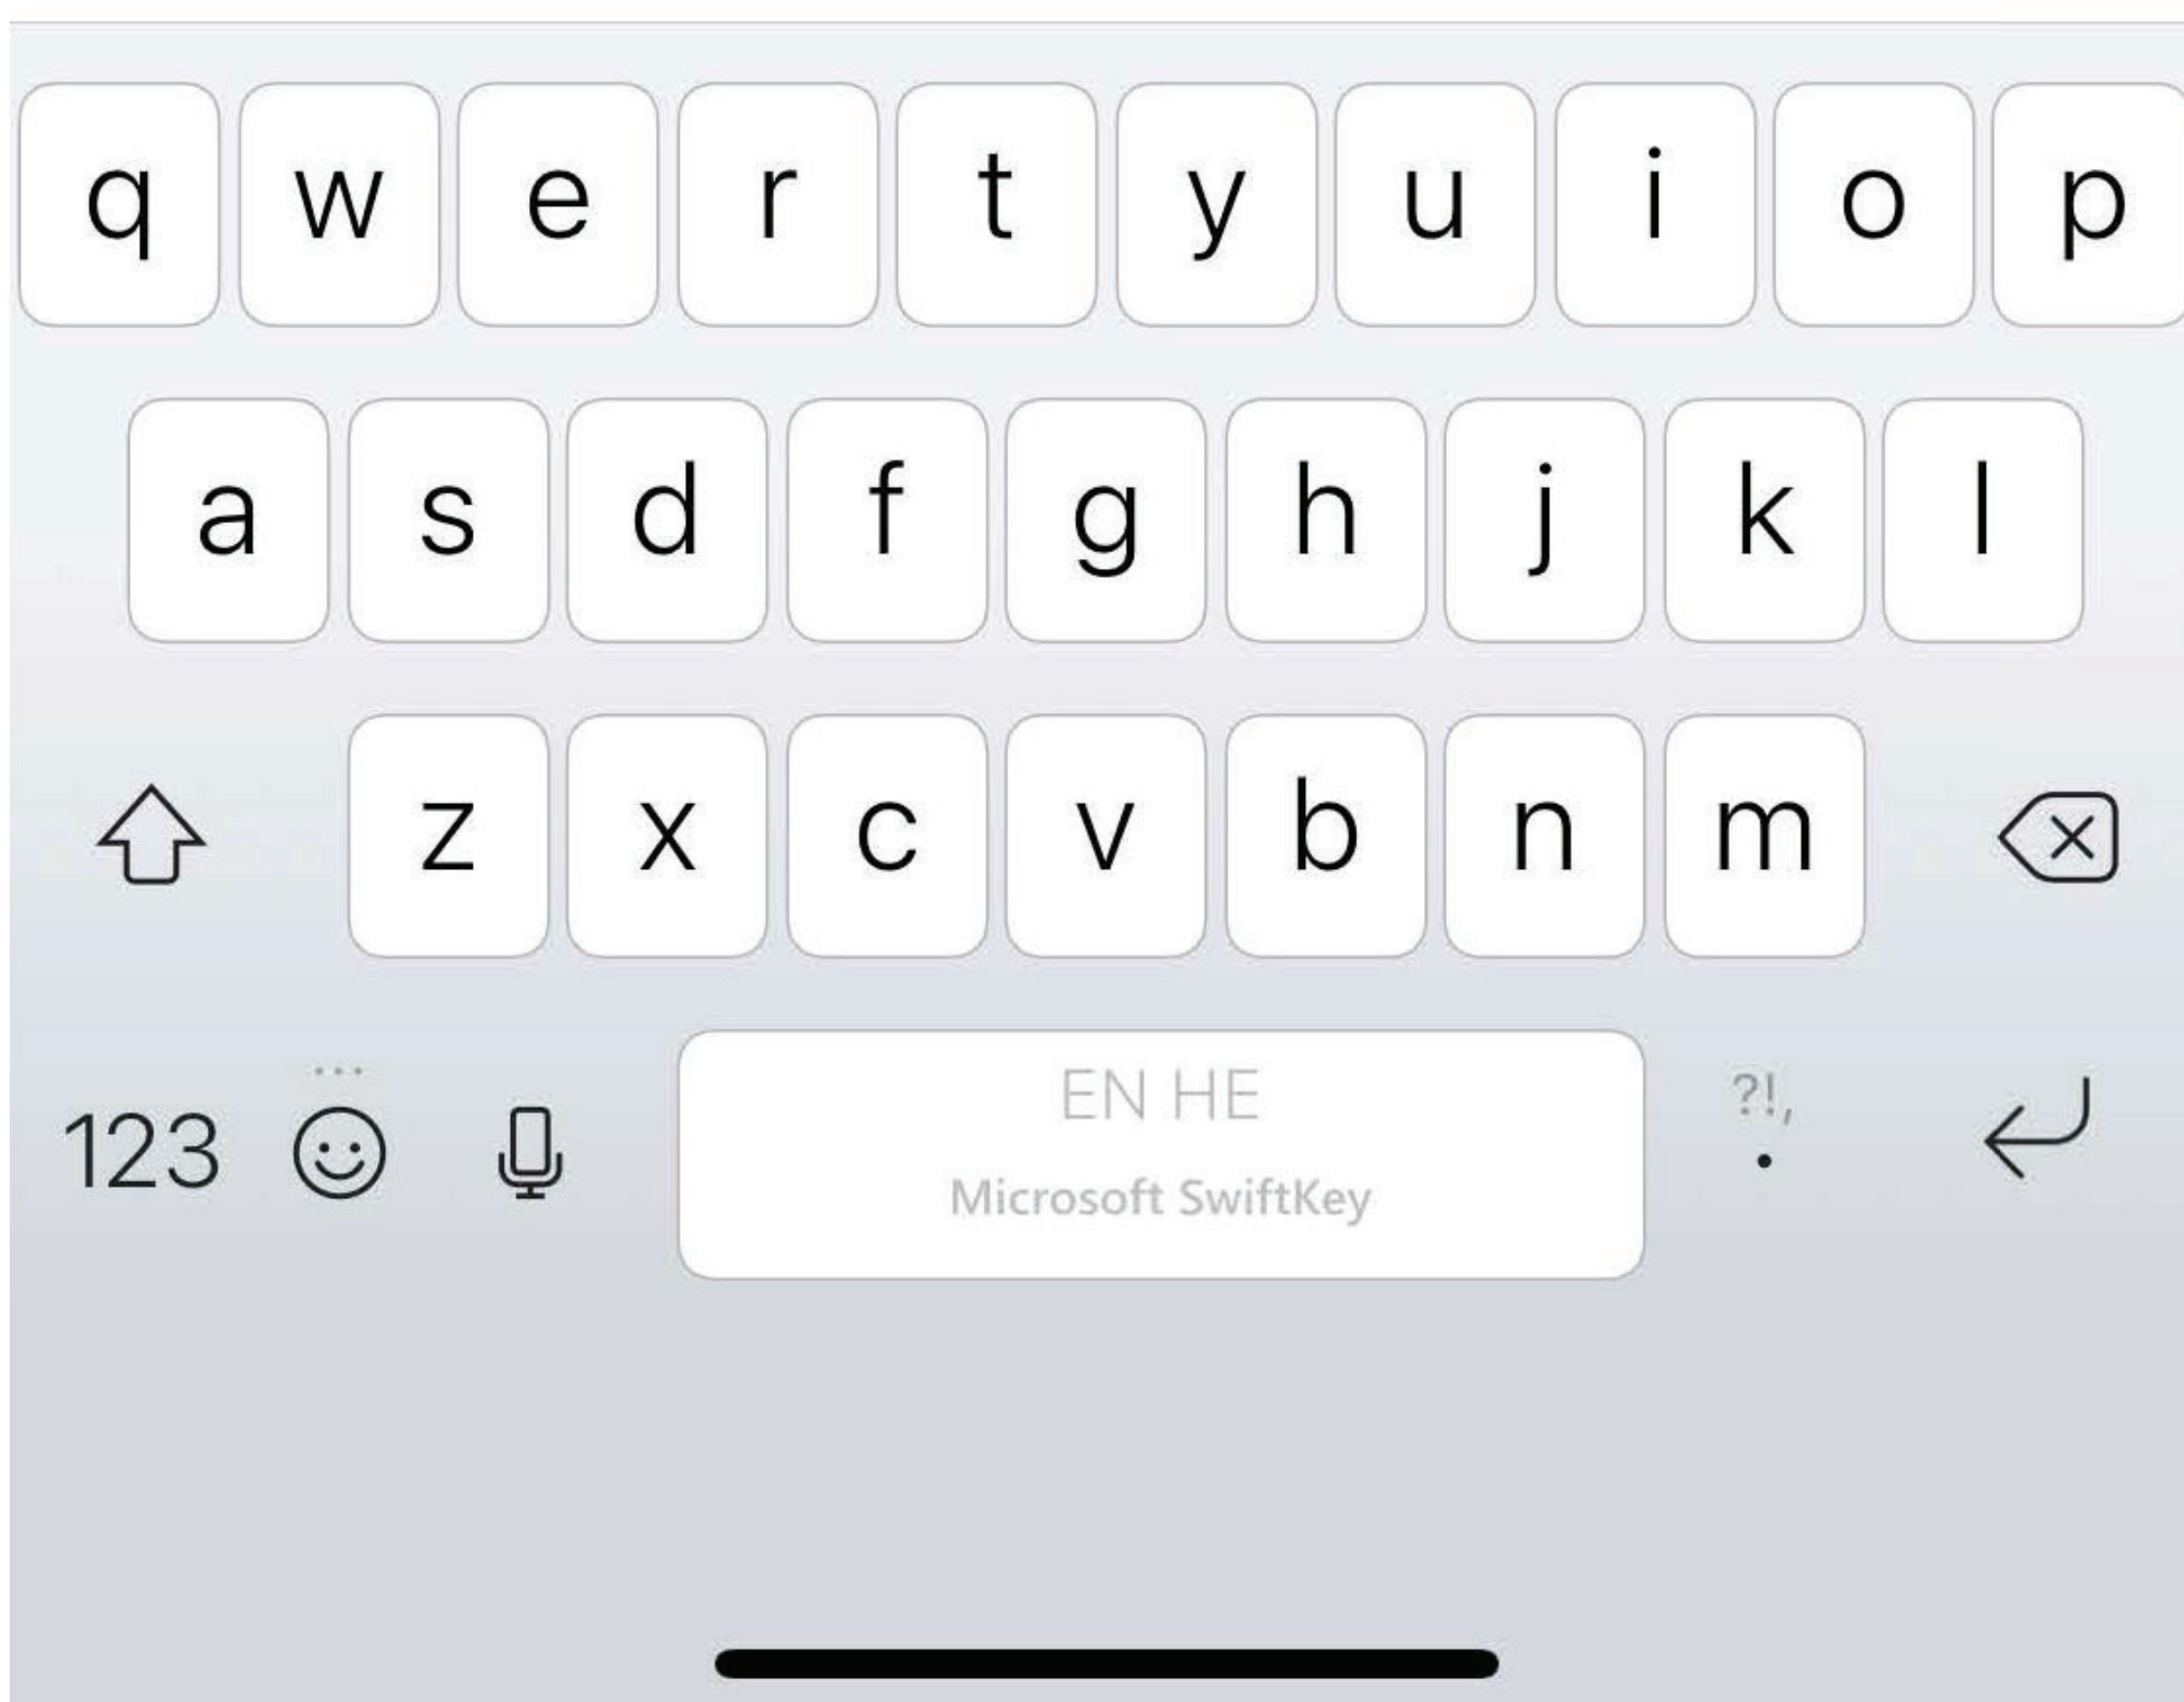 q w e r t y u i o p
a s d f g h j k l
z x c v b n m
123 EN HE ?!,
.
Microsoft SwiftKey